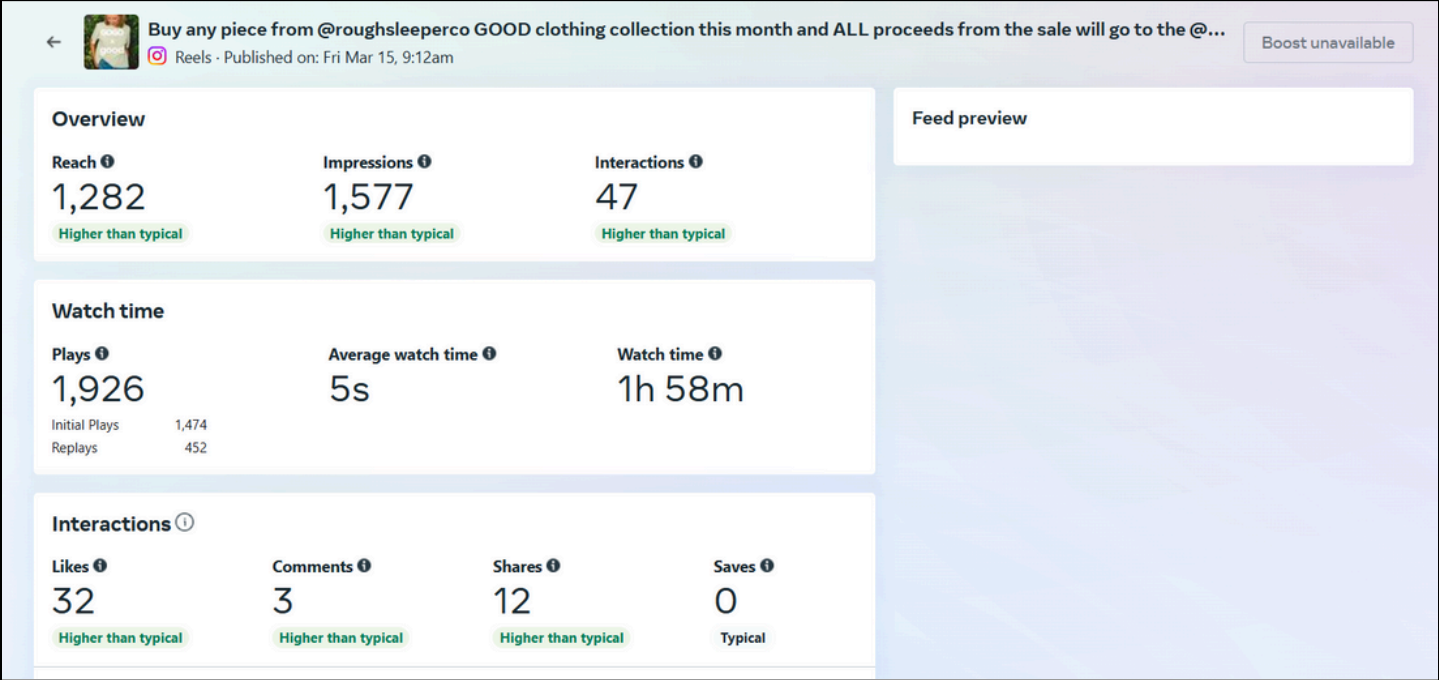 Buy any piece from @roughsleeperco GOOD clothing collection this month and ALL proceeds from the sale will go to the @...
Reels · Published on: Fri Mar 15, 9:12am
Boost unavailable
Overview
Reach
Impressions
Interactions
1,282
1,577
47
Higher than typical
Higher than typical
Higher than typical
Feed preview
Watch time
Plays
Average watch time
Watch time
1,926
5s
1h 58m
Initial Plays 1,474
Replays 452
Interactions
Likes
Comments
Shares
Saves
32
3
12
0
Higher than typical
Higher than typical
Higher than typical
Typical